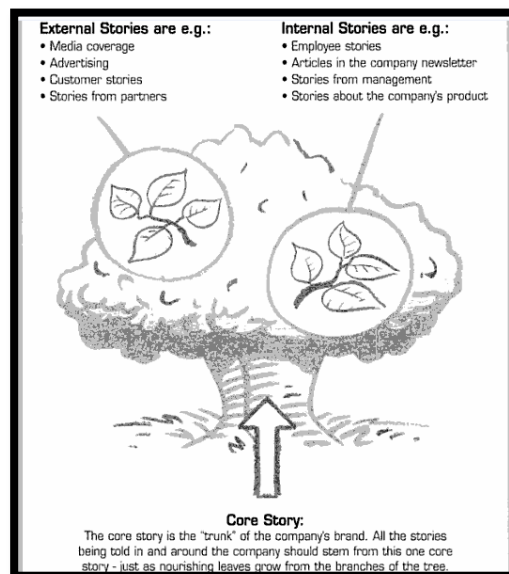 External Stories are e.g.:
• Media coverage
• Advertising
• Customer stories
• Stories from partners
Internal Stories are e.g.:
• Employee stories
• Articles in the company newsletter
• Stories from management
• Stories about the company's product
Core Story:
The core story is the "trunk" of the company's brand. All the stories
being told in and around the company should stem from this one core
story - just as nourishing leaves grow from the branches of the tree.